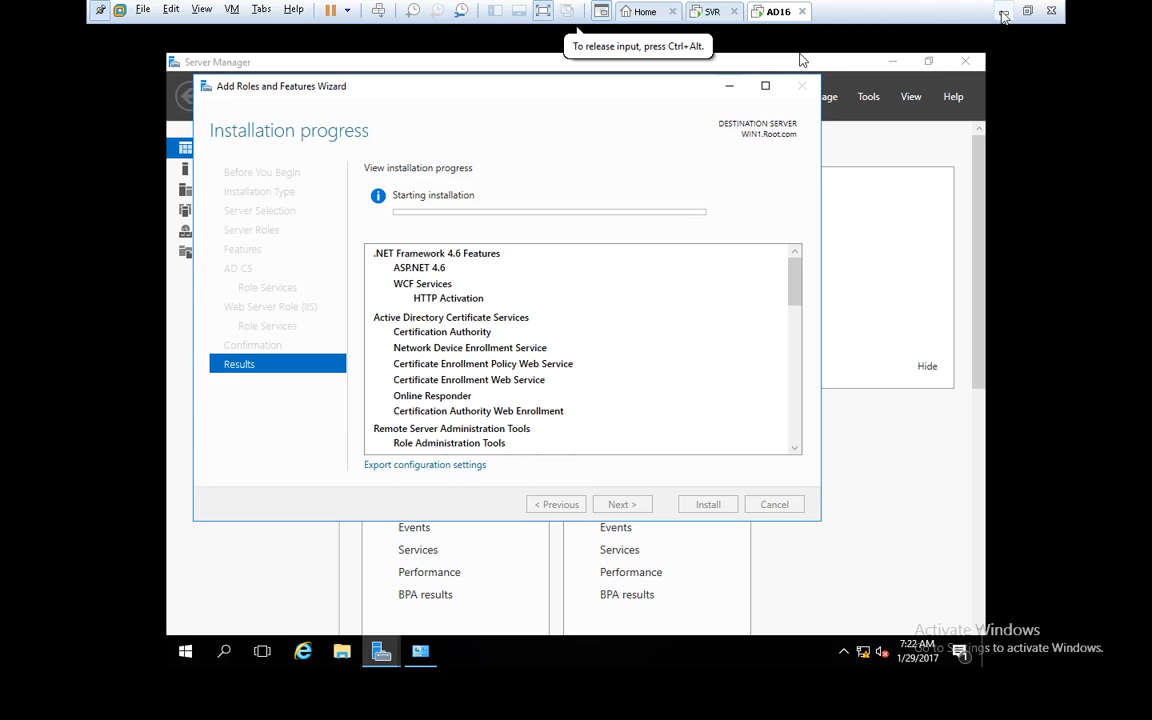 File Edit View VM Tabs Help Home SVR AD16
To release input, press Ctrl+Alt.
Server Manager
Add Roles and Features Wizard
age Tools View Help
Installation progress
DESTINATION SERVER
WIN1.Root.com
Before You Begin
Installation Type
Server Selection
Server Roles
Features
AD CS
Role Services
Web Server Role (IIS)
Role Services
Confirmation
Results
View installation progress
Starting installation
.NET Framework 4.6 Features
ASP.NET 4.6
WCF Services
HTTP Activation
Active Directory Certificate Services
Certification Authority
Network Device Enrollment Service
Certificate Enrollment Policy Web Service
Certificate Enrollment Web Service
Online Responder
Certification Authority Web Enrollment
Remote Server Administration Tools
Role Administration Tools
Export configuration settings
Hide
< Previous Next > Install Cancel
Events Events
Services Services
Performance Performance
BPA results BPA results
Activate Windows
Go to Settings to activate Windows.
7:22 AM
1/29/2017
1